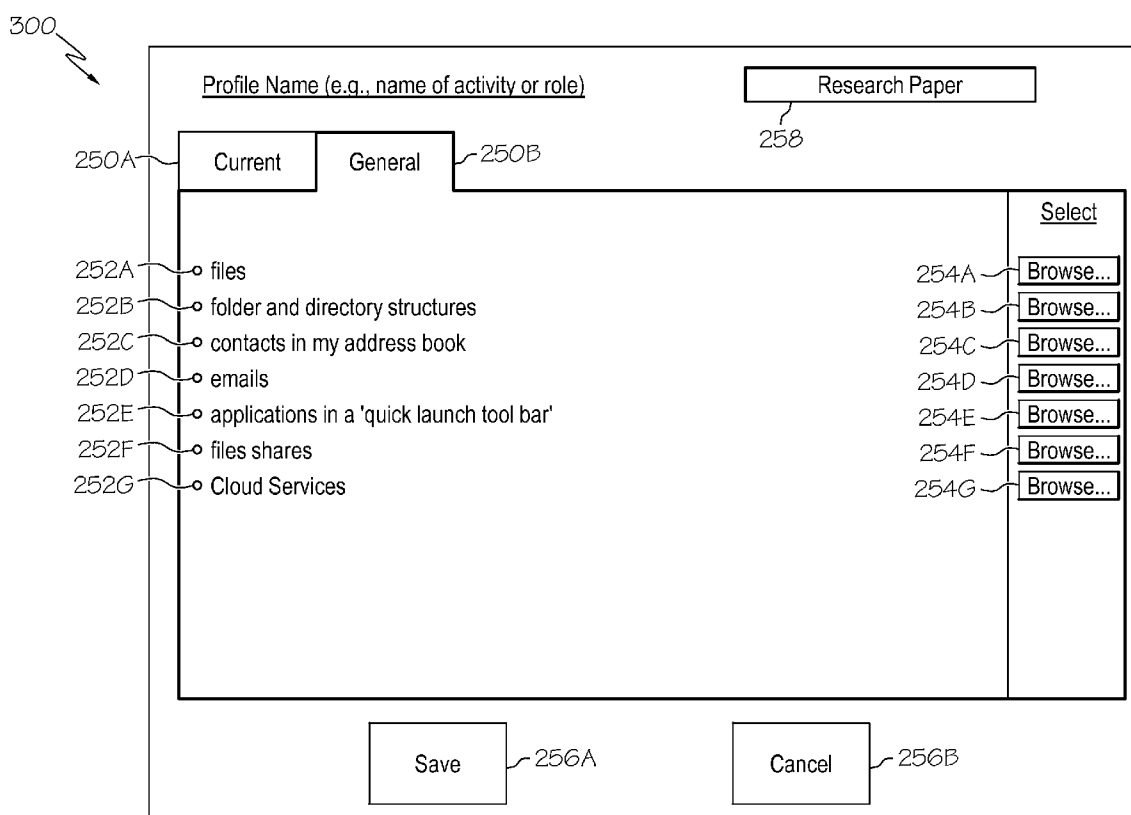 300
Profile Name (e.g., name of activity or role) Research Paper
258
250A Current General 250B
Select
252A files 254A Browse...
252B folder and directory structures 254B Browse...
252C contacts in my address book 254C Browse...
252D emails 254D Browse...
252E applications in a 'quick launch tool bar' 254E Browse...
252F files shares 254F Browse...
252G Cloud Services 254G Browse...
Save 256A Cancel 256B